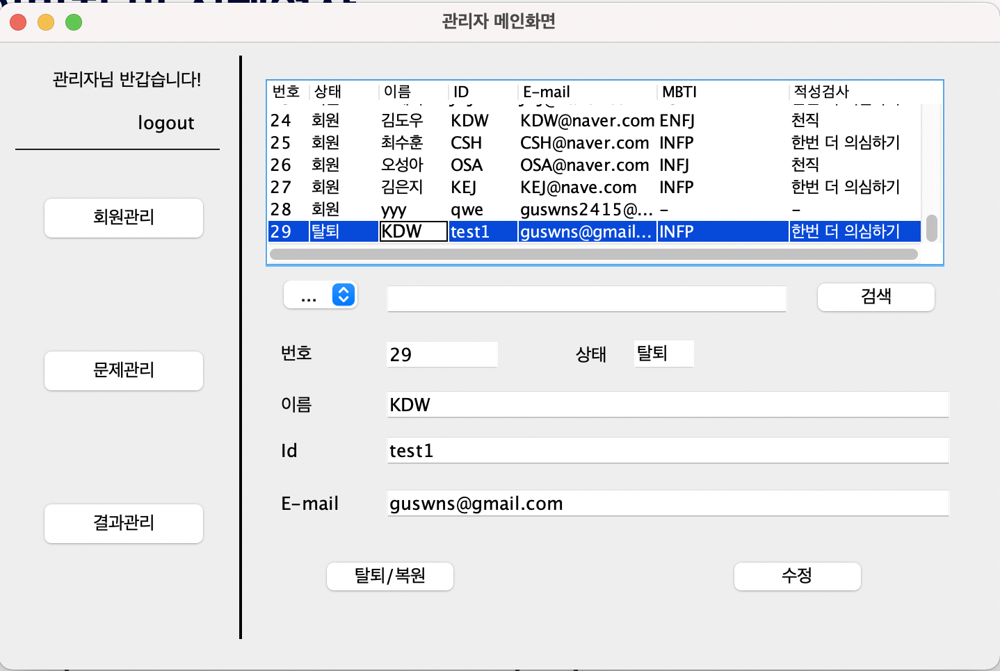 관리자 메인화면
관리자님 반갑습니다!
logout
회원관리
문제관리
결과관리
번호 상태 이름 ID E-mail MBTI 적성검사
24 회원 김도우 KDW KDW@naver.com ENFJ 천직
25 회원 최수훈 CSH CSH@naver.com INFP 한번 더 의심하기
26 회원 오성아 OSA OSA@naver.com INFJ 천직
27 회원 김은지 KEJ KEJ@nave.com INFP 한번 더 의심하기
28 회원 yyy qwe guswns2415@... - -
29 탈퇴 KDW test1 guswns@gmail... INFP 한번 더 의심하기
... 검색
번호 29 상태 탈퇴
이름 KDW
Id test1
E-mail guswns@gmail.com
탈퇴/복원 수정